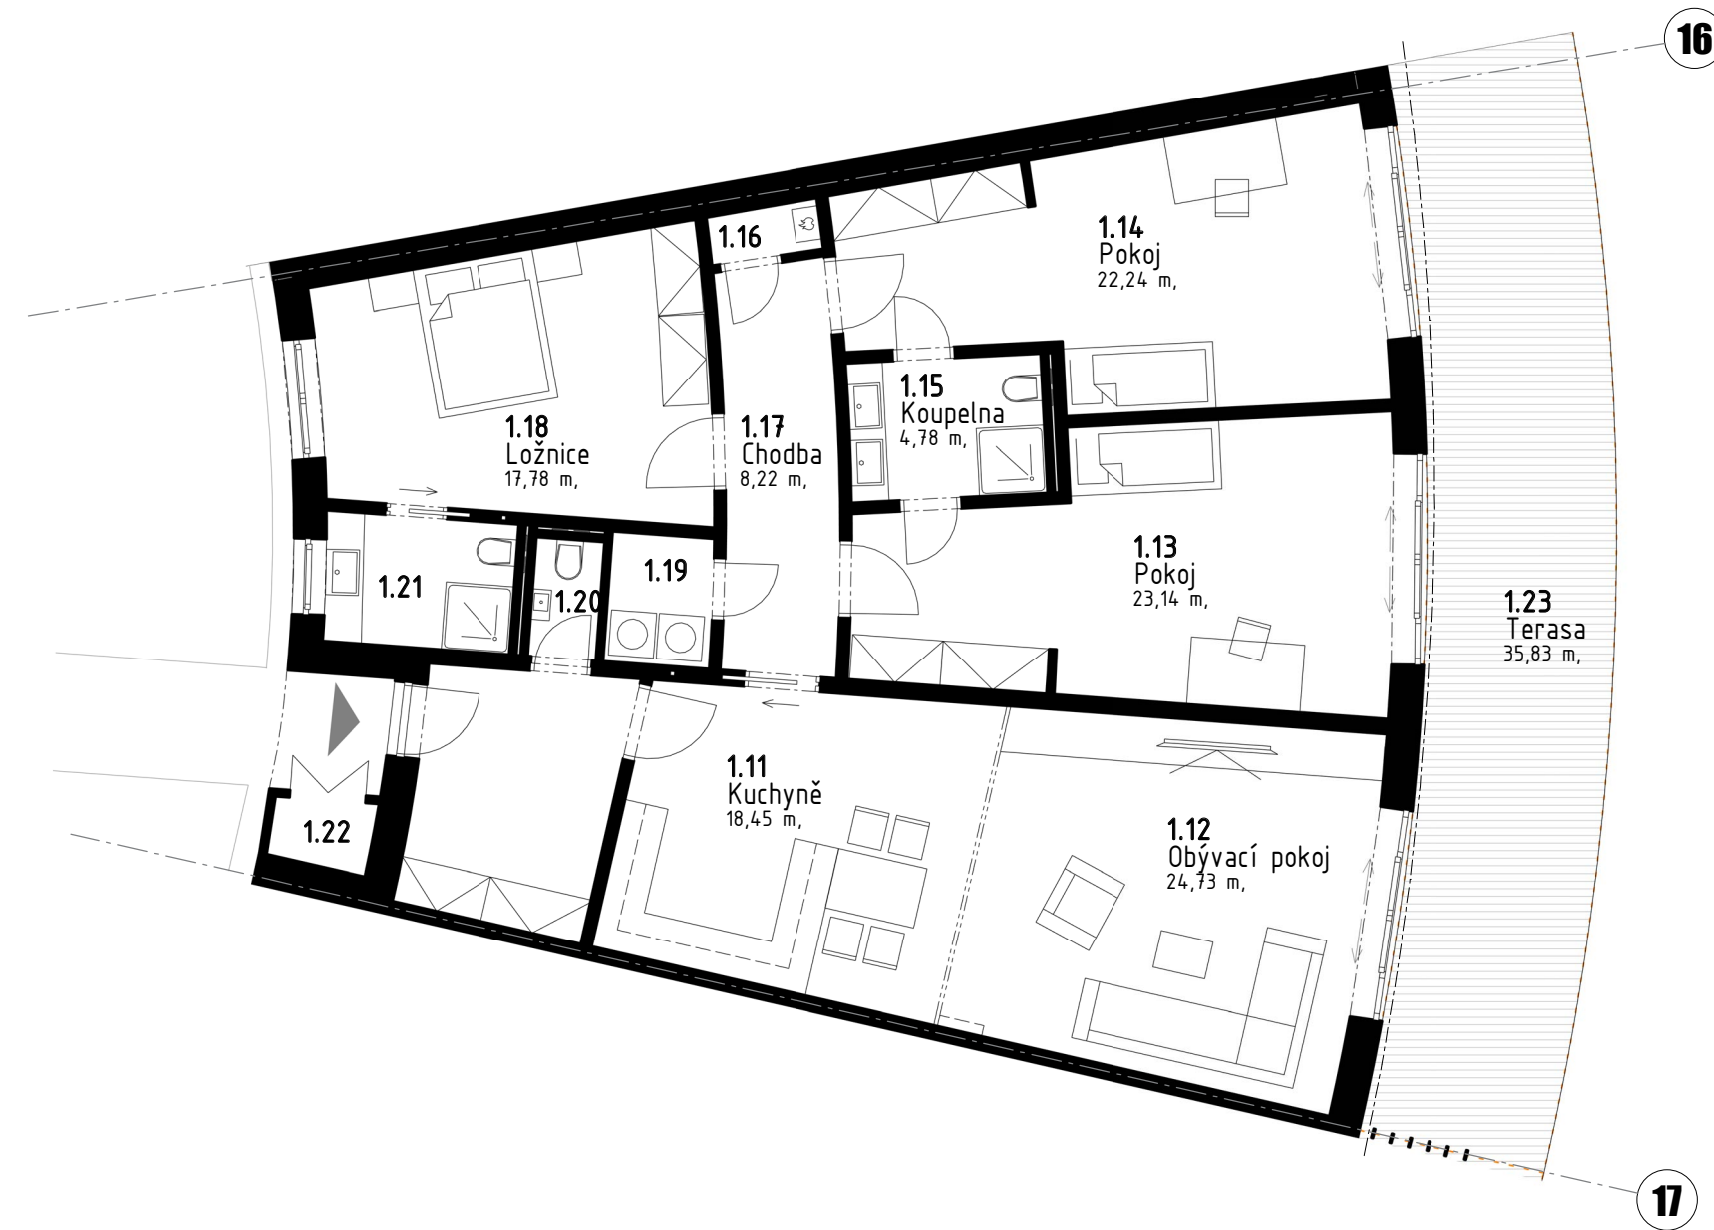 16
1.16
1.14
Pokoj
22,24 m,
1.15
Koupelna
4,78 m,
1.18
Ložnice
17,78 m,
1.17
Chodba
8,22 m,
1.13
Pokoj
23,14 m,
1.19
1.21
1.20
1.23
Terasa
35,83 m,
1.11
Kuchyně
18,45 m,
1.12
Obývací pokoj
24,73 m,
1.22
17